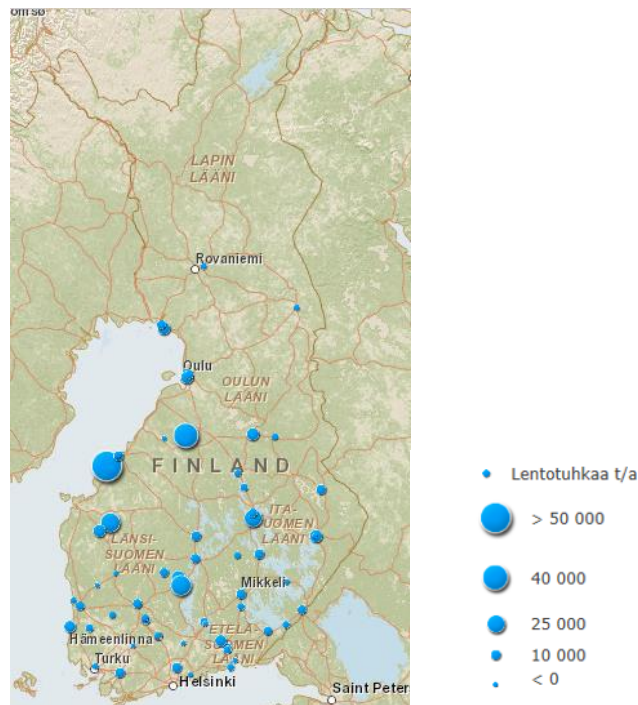 LAPIN
LÄÄNI
Rovaniemi
Oulu
OULUN
LÄÄNI
FINLAND
ITA-
SUOMEN
LÄÄNI
LÄNSI-
SUOMEN
LÄÄNI
Mikkeli
Hämeenlinna
ETELÄ-
SUOMEN
LÄÄNI
Turku
Helsinki
Saint Peter
Lentotuhkaa t/a
> 50 000
40 000
25 000
10 000
< 0